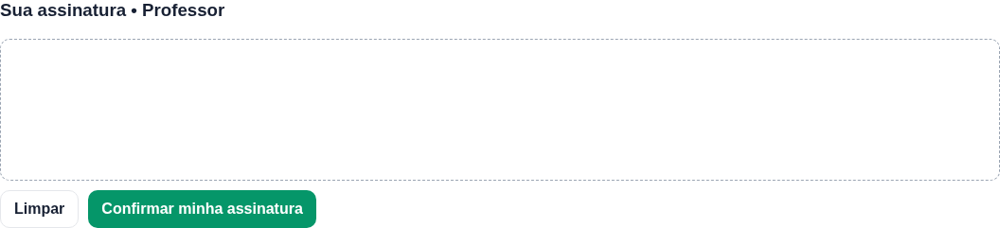 Sua assinatura • Professor
Limpar
Confirmar minha assinatura